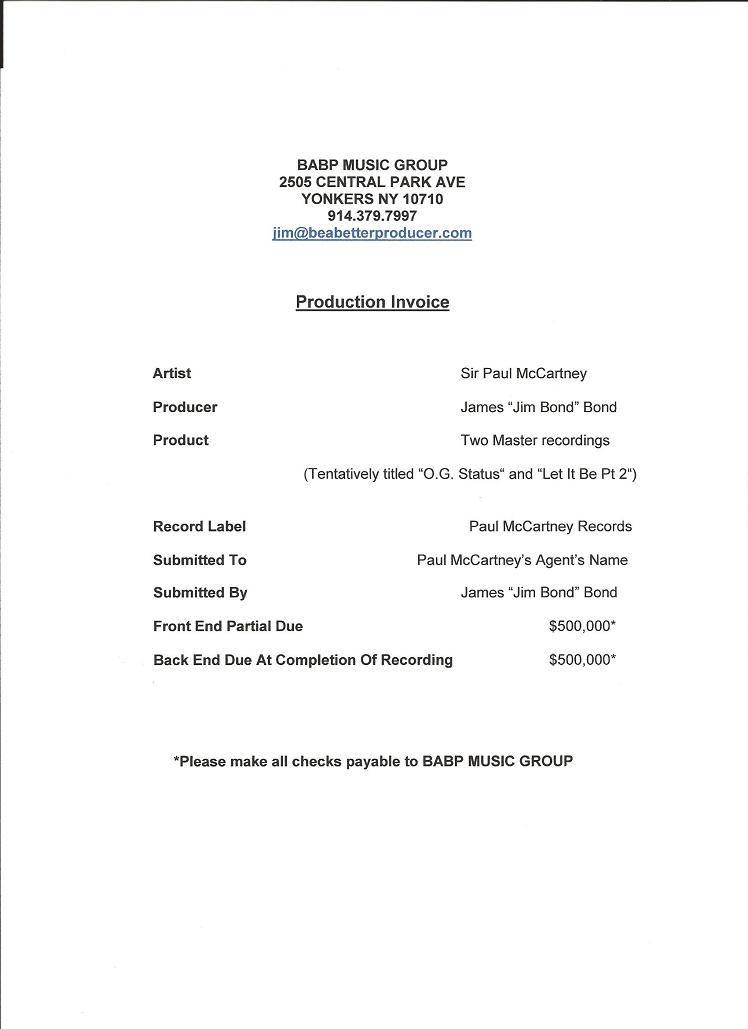 BABP MUSIC GROUP
2505 CENTRAL PARK AVE
YONKERS NY 10710
914.379.7997
jim@beabetterproducer.com
Production Invoice
Artist Sir Paul McCartney
Producer James “Jim Bond” Bond
Product Two Master recordings
(Tentatively titled “O.G. Status“ and “Let It Be Pt 2“)
Record Label Paul McCartney Records
Submitted To Paul McCartney’s Agent’s Name
Submitted By James “Jim Bond” Bond
Front End Partial Due $500,000*
Back End Due At Completion Of Recording $500,000*
*Please make all checks payable to BABP MUSIC GROUP